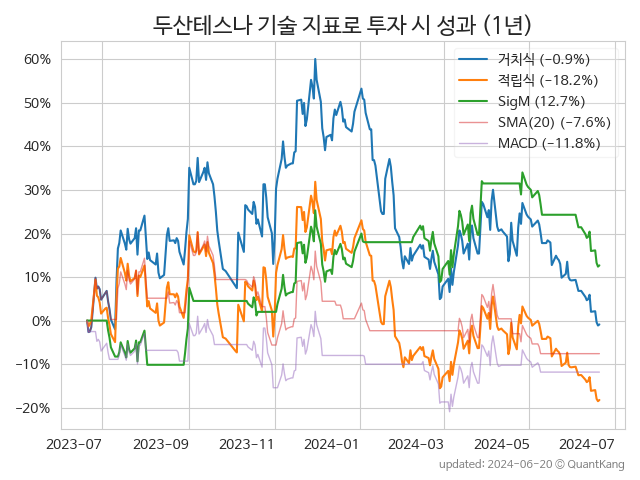 두산테스나 기술 지표로 투자 시 성과 (1년)
거치식 (−0.9%)
적립식 (−18.2%)
SigM (12.7%)
SMA(20) (−7.6%)
MACD (−11.8%)
60%
50%
40%
30%
20%
10%
0%
−10%
−20%
2023-07 2023-09 2023-11 2024-01 2024-03 2024-05 2024-07
updated: 2024-06-20 © QuantKang